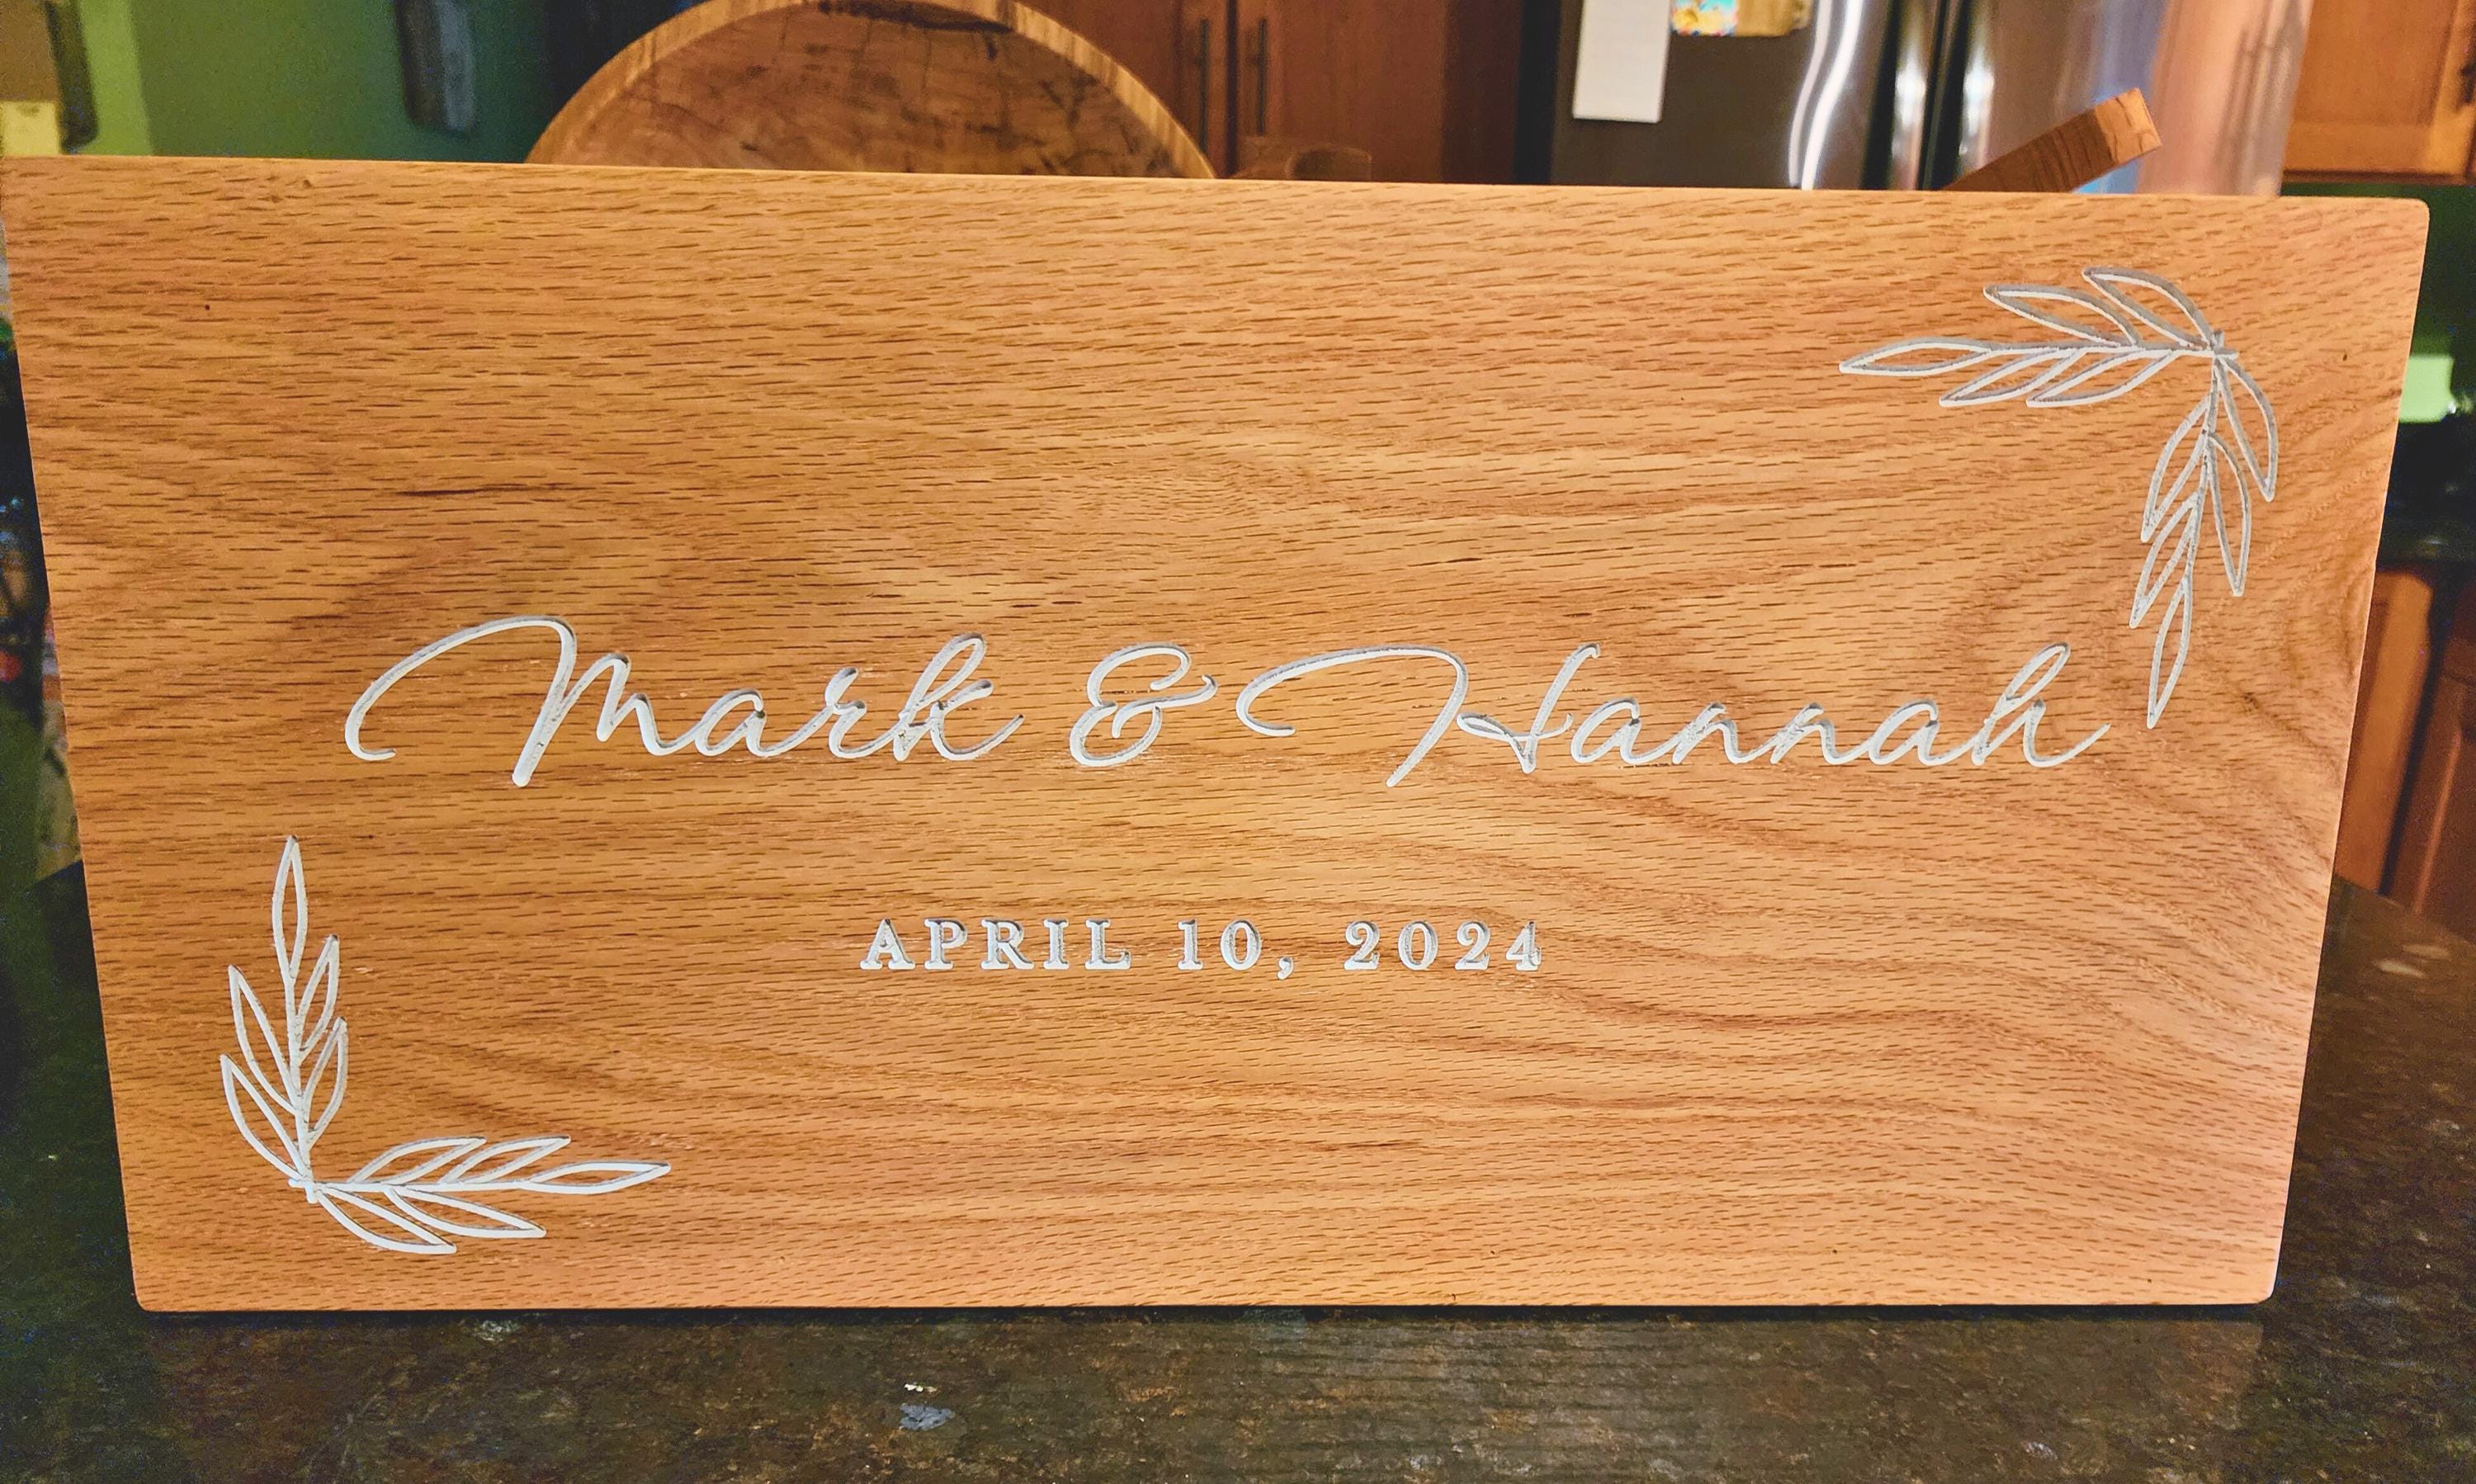 Mark & Hannah
APRIL 10, 2024